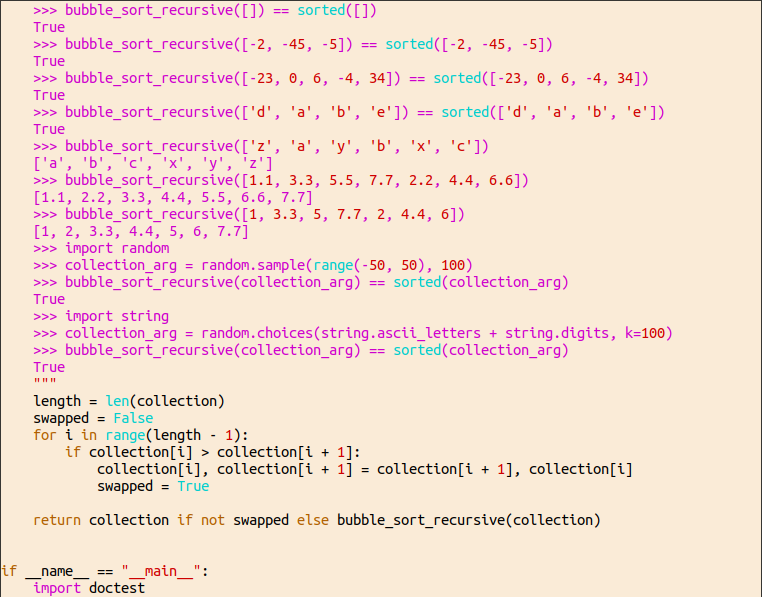 >>> bubble_sort_recursive([]) == sorted([])
True
>>> bubble_sort_recursive([-2, -45, -5]) == sorted([-2, -45, -5])
True
>>> bubble_sort_recursive([-23, 0, 6, -4, 34]) == sorted([-23, 0, 6, -4, 34])
True
>>> bubble_sort_recursive(['d', 'a', 'b', 'e']) == sorted(['d', 'a', 'b', 'e'])
True
>>> bubble_sort_recursive(['z', 'a', 'y', 'b', 'x', 'c'])
['a', 'b', 'c', 'x', 'y', 'z']
>>> bubble_sort_recursive([1.1, 3.3, 5.5, 7.7, 2.2, 4.4, 6.6])
[1.1, 2.2, 3.3, 4.4, 5.5, 6.6, 7.7]
>>> bubble_sort_recursive([1, 3.3, 5, 7.7, 2, 4.4, 6])
[1, 2, 3.3, 4.4, 5, 6, 7.7]
>>> import random
>>> collection_arg = random.sample(range(-50, 50), 100)
>>> bubble_sort_recursive(collection_arg) == sorted(collection_arg)
True
>>> import string
>>> collection_arg = random.choices(string.ascii_letters + string.digits, k=100)
>>> bubble_sort_recursive(collection_arg) == sorted(collection_arg)
True
"""
length = len(collection)
swapped = False
for i in range(length - 1):
if collection[i] > collection[i + 1]:
collection[i], collection[i + 1] = collection[i + 1], collection[i]
swapped = True
return collection if not swapped else bubble_sort_recursive(collection)
if __name__ == "__main__":
import doctest